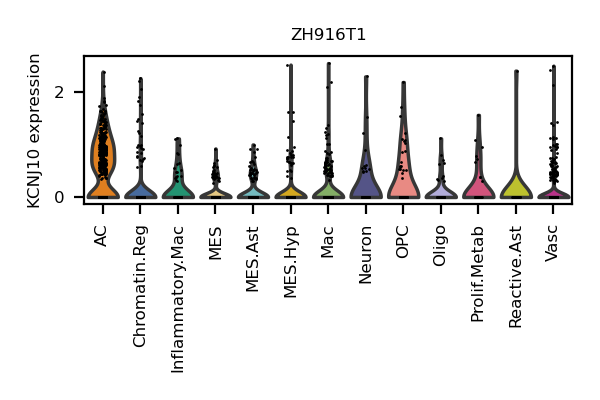 ZH916T1
KCNJ10 expression
2
0
AC
Chromatin.Reg
Inflammatory.Mac
MES
MES.Ast
MES.Hyp
Mac
Neuron
OPC
Oligo
Prolif.Metab
Reactive.Ast
Vasc